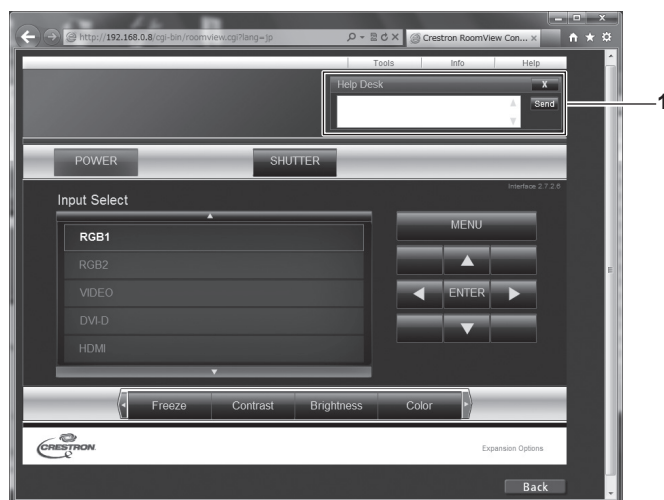 http://192.168.0.8/cgi-bin/roomview.cgi?lang=jp
Crestron RoomView Con...
Tools Info Help
Help Desk X
Send
1
POWER SHUTTER
Interface 2.7.2.6
Input Select
MENU
RGB1
RGB2
VIDEO
ENTER
DVI-D
HDMI
Freeze Contrast Brightness Color
CRESTRON
Expansion Options
Back